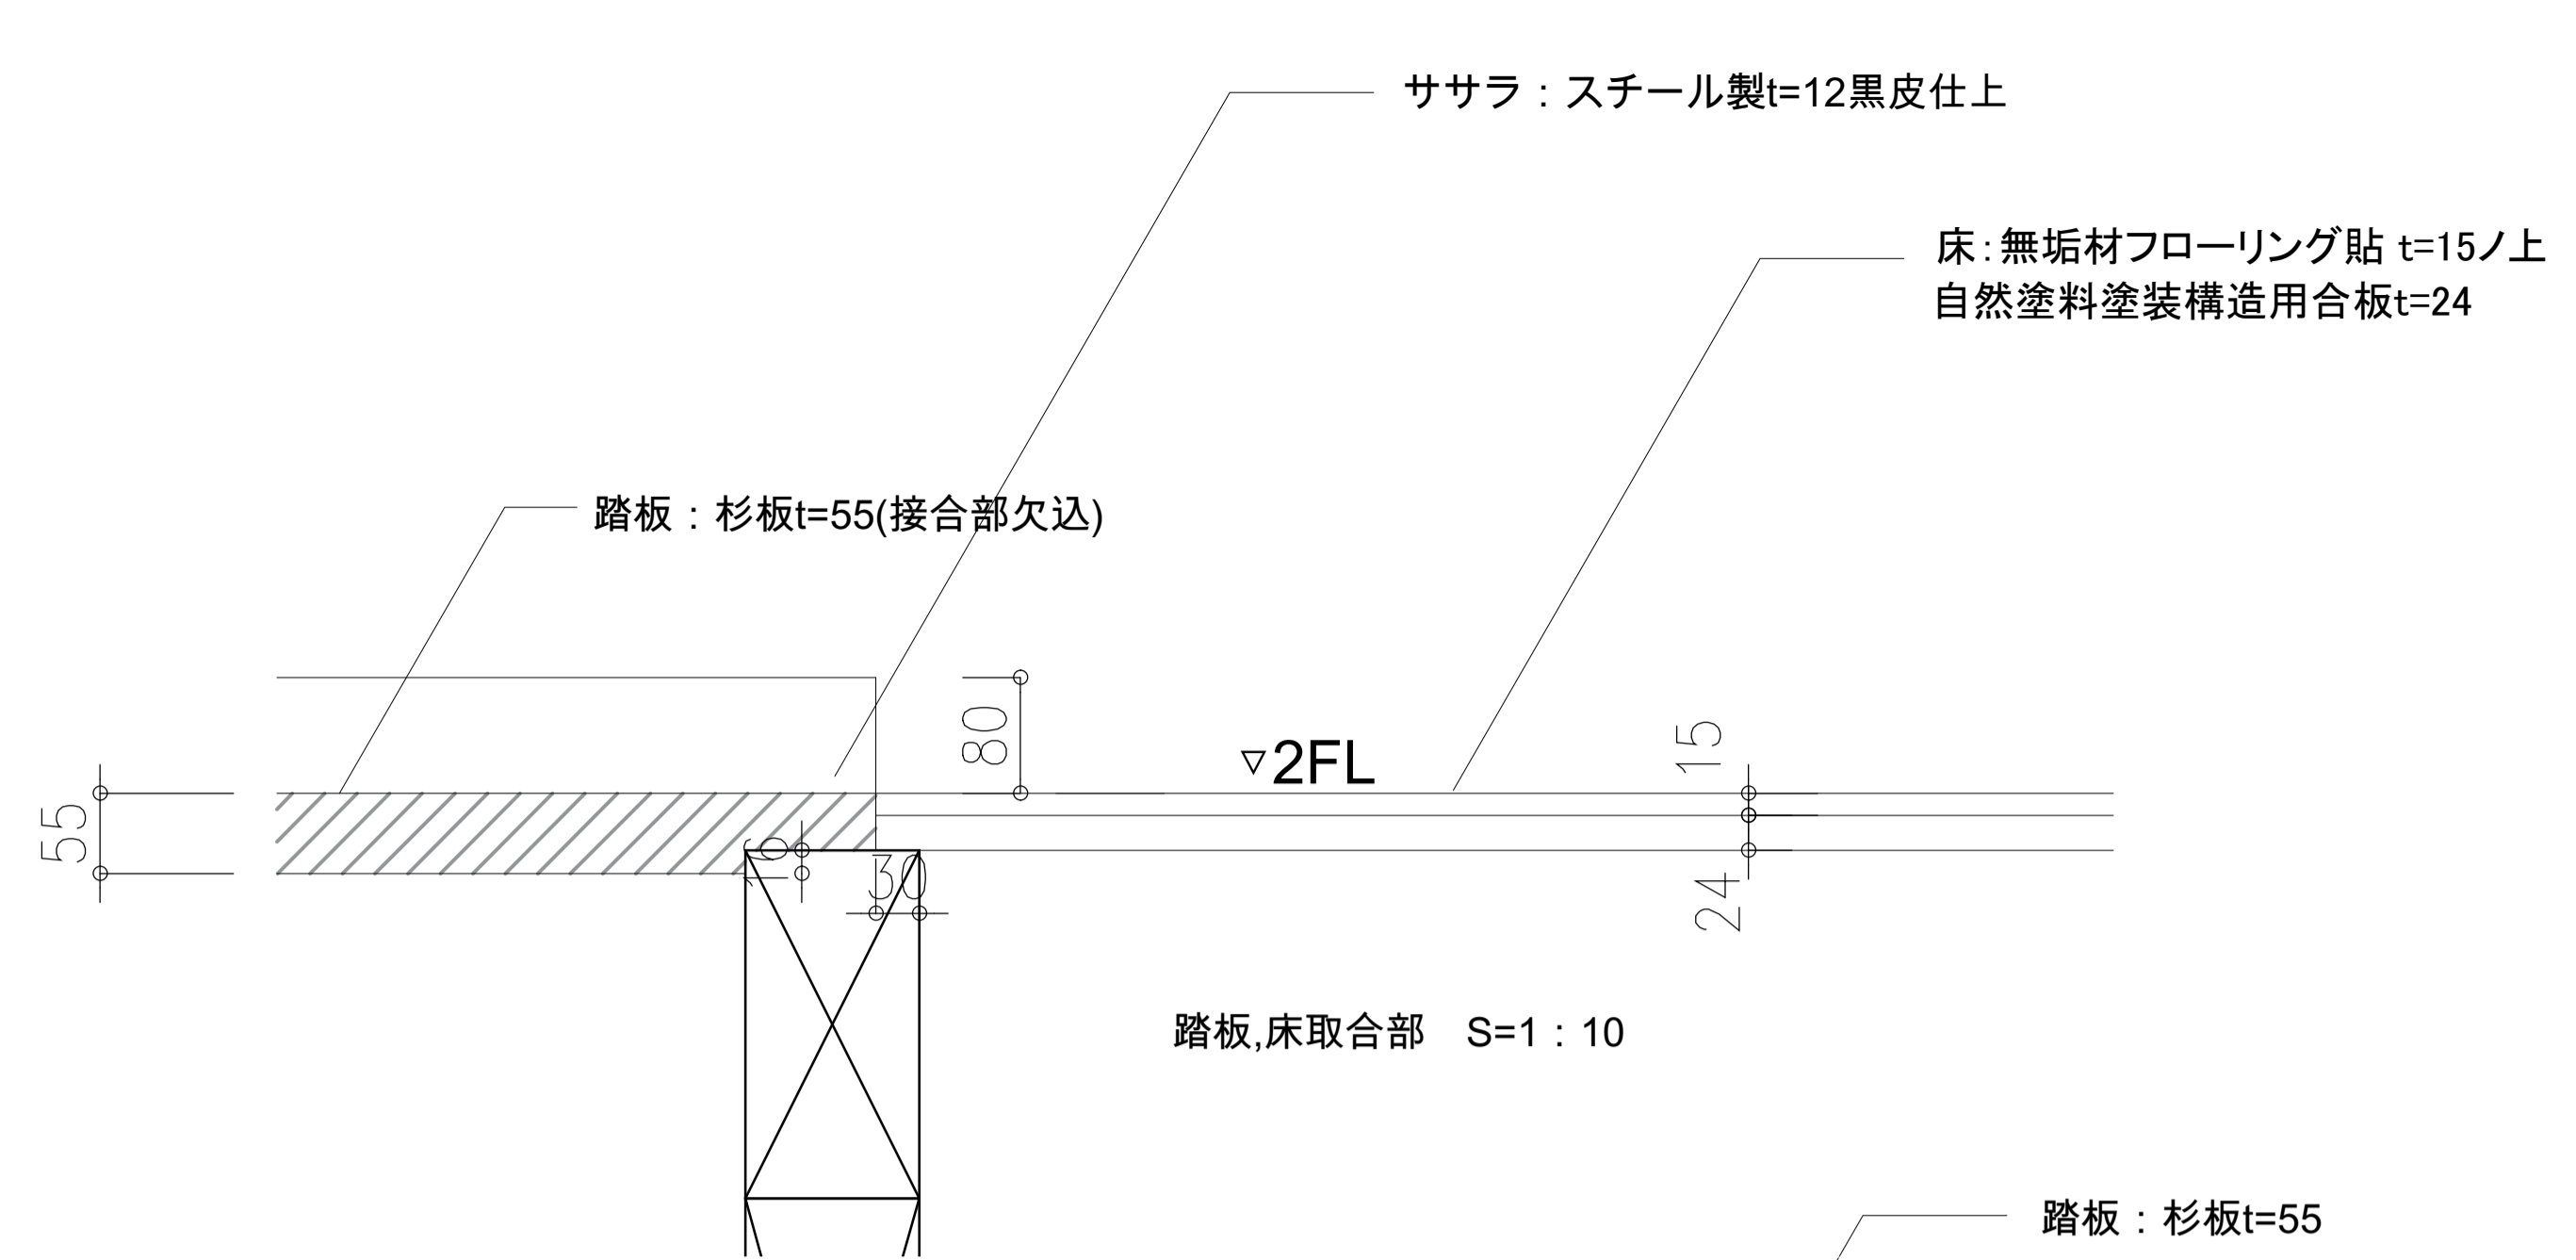 ササラ：スチール製t=12黒皮仕上
床：無垢材フローリング貼 t=15ノ上
自然塗料塗装構造用合板t=24
踏板：杉板t=55(接合部欠込)
80
▽2FL
15
55
16
30
24
踏板,床取合部　S=1：10
踏板：杉板t=55